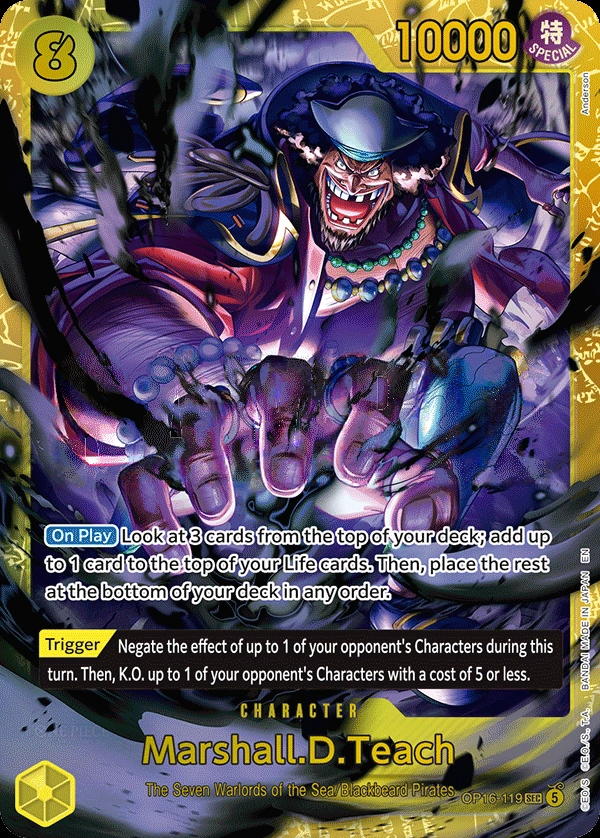 8
10000
特
SPECIAL
Anderson
On Play Look at 3 cards from the top of your deck; add up
to 1 card to the top of your Life cards. Then, place the rest
at the bottom of your deck in any order.
Trigger Negate the effect of up to 1 of your opponent's Characters during this
turn. Then, K.O. up to 1 of your opponent's Characters with a cost of 5 or less.
CHARACTER
Marshall.D.Teach
The Seven Warlords of the Sea/Blackbeard Pirates
OP16-119 SEC 5
©E.O./S. ©E.O./S., T.A. BANDAI MADE IN JAPAN EN